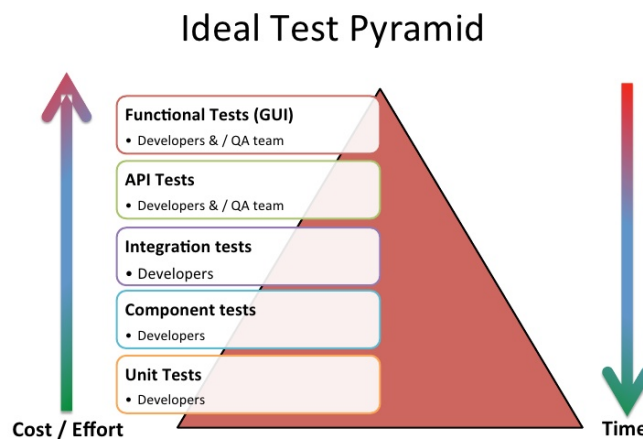 Ideal Test Pyramid
Functional Tests (GUI)
• Developers & / QA team
API Tests
• Developers & / QA team
Integration tests
• Developers
Component tests
• Developers
Unit Tests
• Developers
Cost / Effort
Time